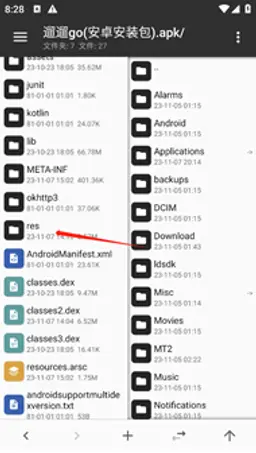 8:28
遛遛go(安卓安装包).apk/
文件夹: 7  文件: 27
assets
23-10-23 18:05  35.62M
junit
81-01-01 01:01  1.80K
kotlin
81-01-01 01:01  24.07K
lib
23-10-23 18:05  66.78M
META-INF
23-11-07 15:02  401.36K
okhttp3
81-01-01 01:01  37.06K
res
23-11-07
AndroidManifest.xml
81-01-01 01:01  23.61K
classes.dex
23-10-23 18:05  9.47M
classes2.dex
23-11-07 14:04  6.52M
classes3.dex
23-10-23 18:05  16.41K
resources.arsc
23-11-07 15:02  1.75M
androidsupportmultide
xversion.txt
81-01-01 01:01  53B
..
Alarms
23-11-05 01:15
Android
23-11-05 01:15
Applications
23-11-07 20:14
backups
23-11-05 01:15
DCIM
23-11-05 01:15
Download
23-11-05 01:43
ldsdk
23-11-05 01:15
Misc
23-11-05 01:14
Movies
23-11-05 01:15
MT2
23-11-05 02:22
Music
23-11-05 01:15
Notifications
23-11-05 01:15